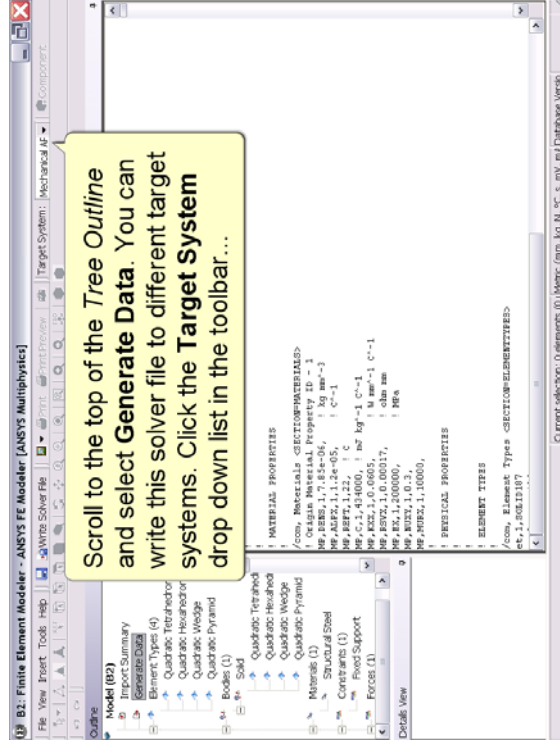 B2: Finite Element Modeler - ANSYS FE Modeler [ANSYS Multiphysics]
File View Insert Tools Help Write Solver File Print Print Preview Target System: Mechanical AF Component
Scroll to the top of the Tree Outline
and select Generate Data. You can
write this solver file to different target
systems. Click the Target System
drop down list in the toolbar...
Outline
Model (B2)
Import Summary
Generate Data
Element Types (4)
Quadratic Tetrahedron
Quadratic Hexahedron
Quadratic Wedge
Quadratic Pyramid
Bodies (1)
Solid
Quadratic Tetrahedi
Quadratic Hexahedi
Quadratic Wedge
Quadratic Pyramid
Materials (1)
Structural Steel
Constraints (1)
Fixed Support
Forces (1)
Details View
!
! MATERIAL PROPERTIES
!
/com, Materials <SECTION=MATERIALS>
! Origin Material Property ID - 1
MP,DENS,1,7.85e-06, ! kg mm^-3
MP,ALPX,1,1.2e-05, ! C^-1
MP,REFT,1,22, ! C
MP,C,1,434000, ! mJ kg^-1 C^-1
MP,KXX,1,0.0605, ! W mm^-1 C^-1
MP,RSVX,1,0.00017, ! ohm mm
MP,EX,1,200000, ! MPa
MP,NUXY,1,0.3,
MP,MURX,1,10000,
!
! PHYSICAL PROPERTIES
!
!
! ELEMENT TYPES
!
/com, Element Types <SECTION=ELEMENTTYPES>
et,1,SOLID187
Current selection: 0 elements (0) Metric (mm, kg, N, °C, s, mV, mA) Database Versio